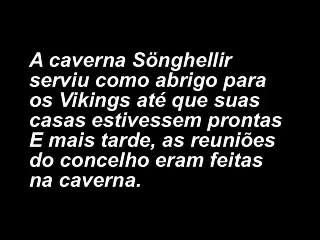 A caverna Sönghellir
serviu como abrigo para
os Vikings até que suas
casas estivessem prontas
E mais tarde, as reuniões
do concelho eram feitas
na caverna.